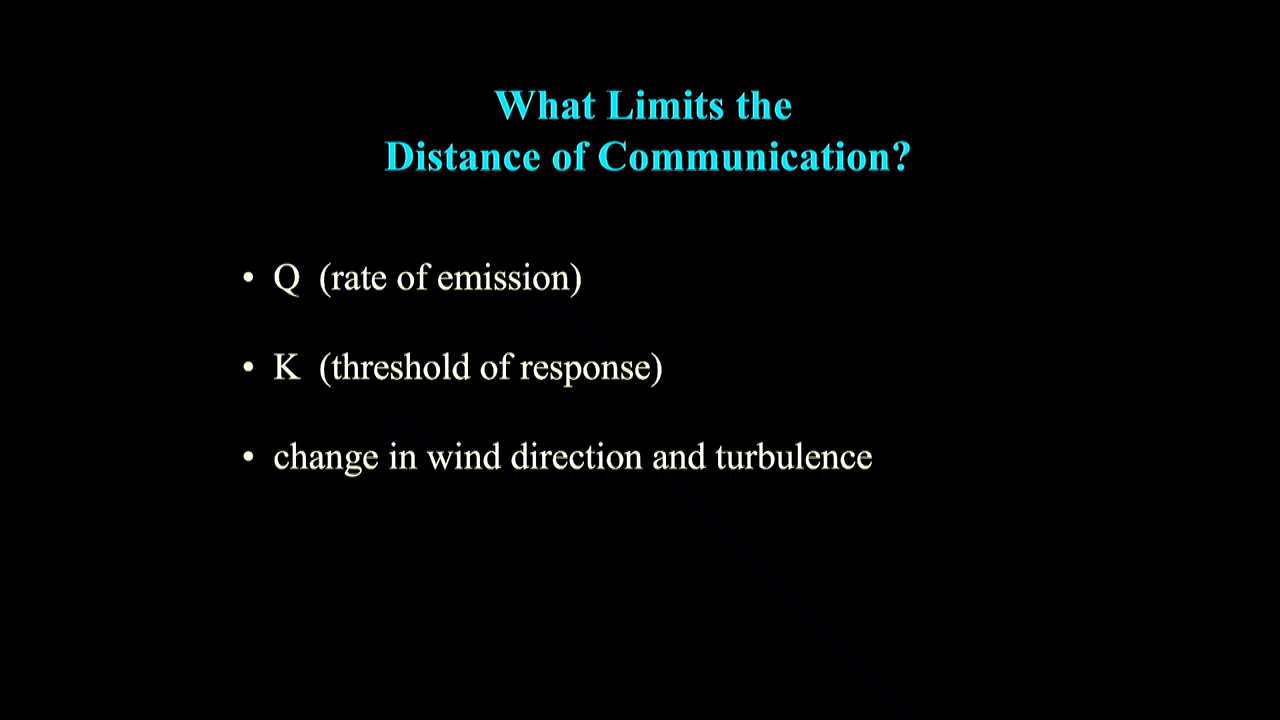 What Limits the
Distance of Communication?
• Q (rate of emission)
• K (threshold of response)
• change in wind direction and turbulence